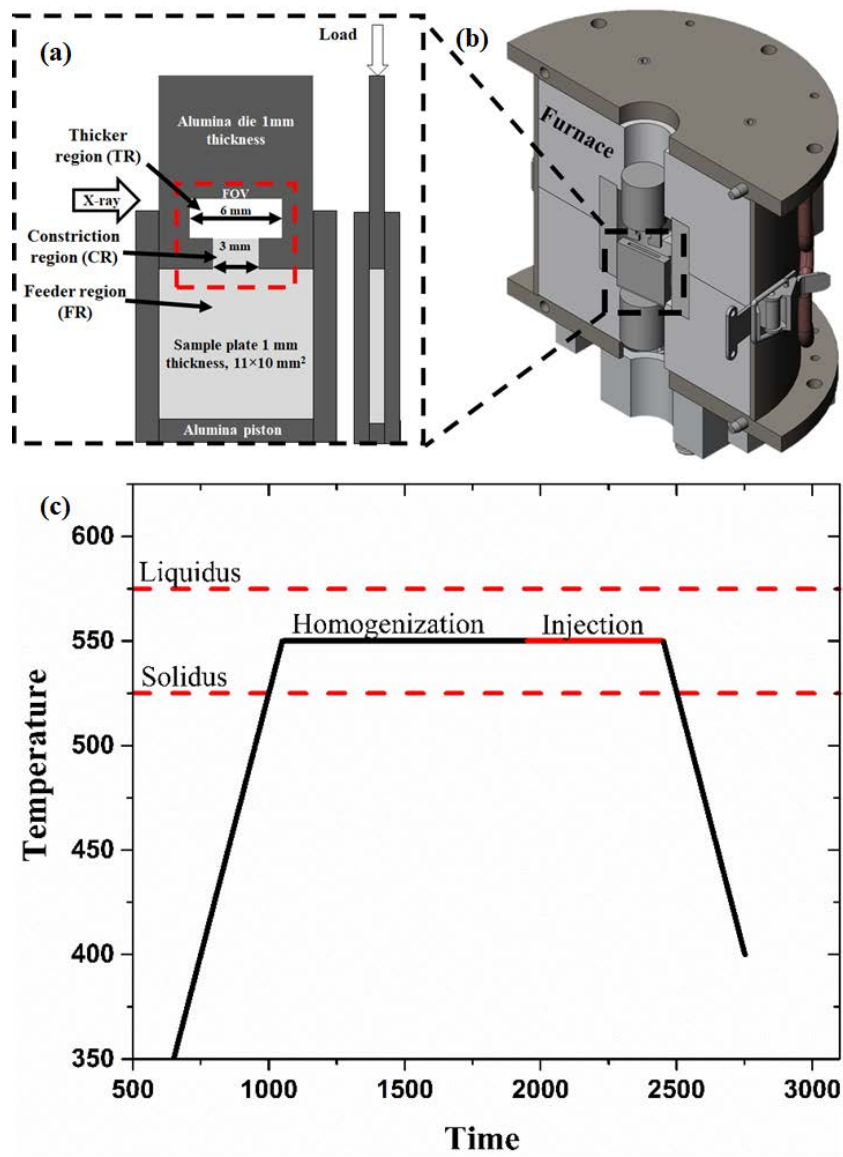 (a)
Load
Alumina die 1mm
thickness
Thicker
region (TR)
FOV
X-ray
6 mm
Constriction
region (CR)
3 mm
Feeder region
(FR)
Sample plate 1 mm
thickness, 11×10 mm²
Alumina piston
(b)
Furnace
(c)
600
Liquidus
550
Homogenization
Injection
Solidus
500
450
400
350
Temperature
500
1000
1500
2000
2500
3000
Time